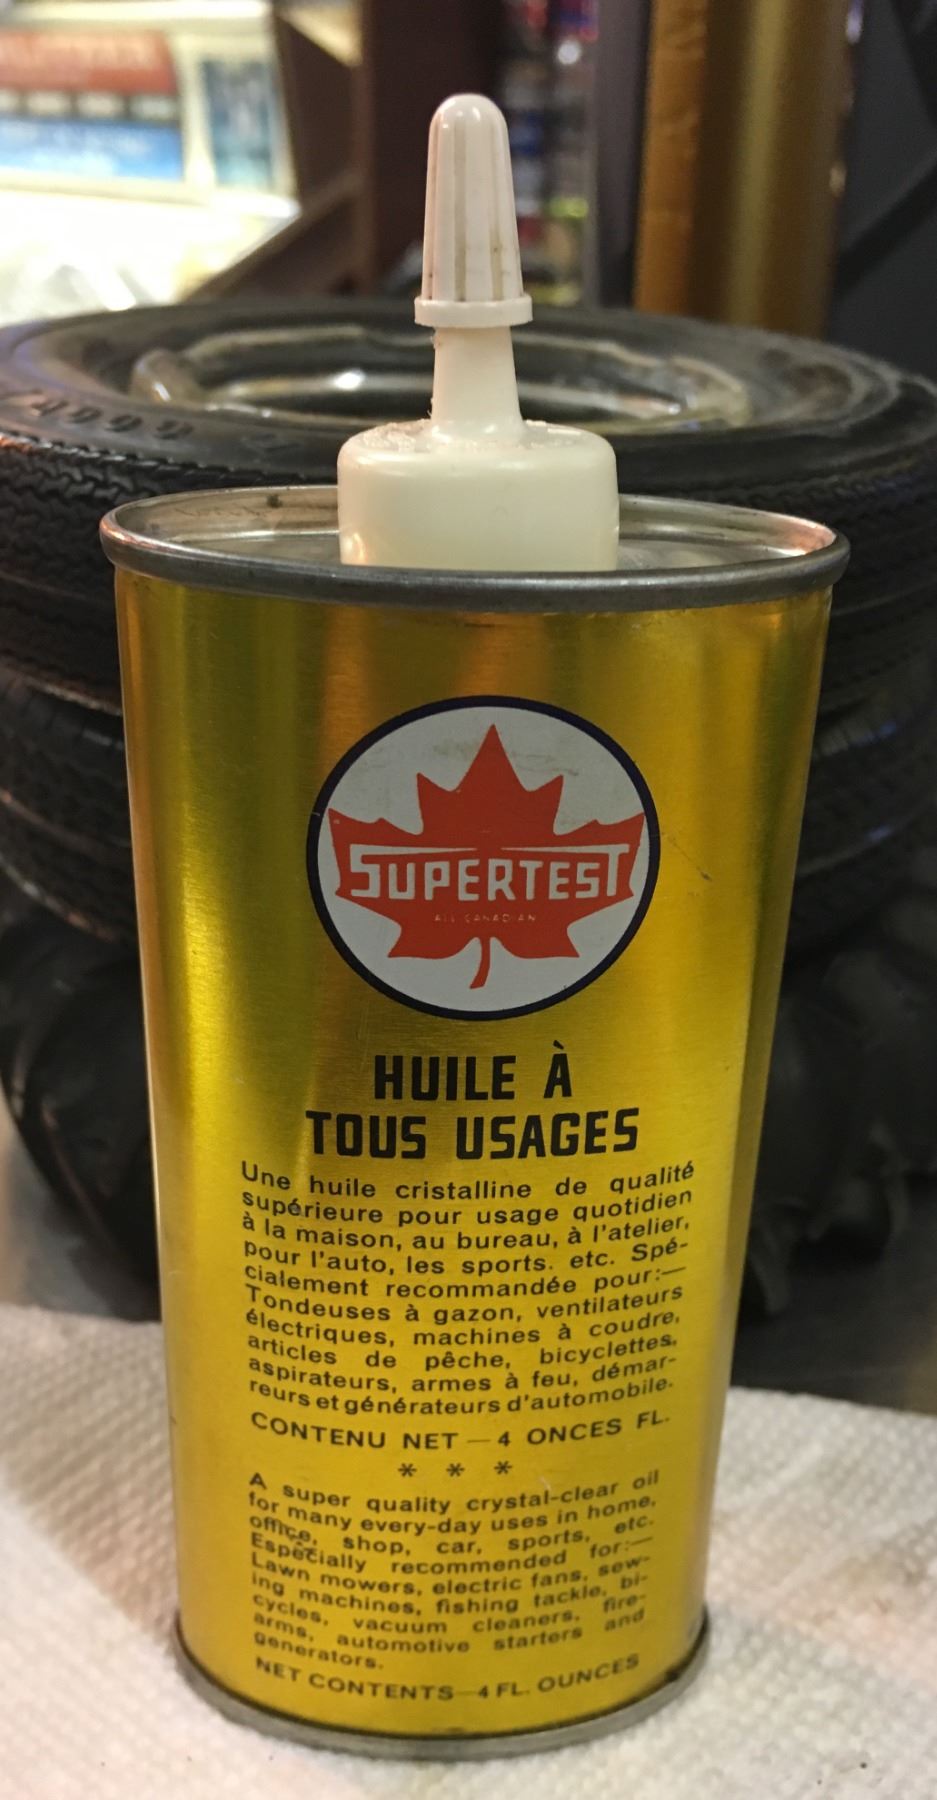 SUPERTEST
ALL CANADIAN
HUILE À
TOUS USAGES
Une huile cristalline de qualité
supérieure pour usage quotidien
à la maison, au bureau, à l'atelier,
pour l'auto, les sports. etc. Spé-
cialement recommandée pour:—
Tondeuses à gazon, ventilateurs
électriques, machines à coudre,
articles de pêche, bicyclettes,
aspirateurs, armes à feu, démar-
reurs et générateurs d'automobile.
CONTENU NET — 4 ONCES FL.
* * *
A super quality crystal-clear oil
for many every-day uses in home,
office, shop, car, sports, etc.
Especially recommended for:—
Lawn mowers, electric fans, sew-
ing machines, fishing tackle, bi-
cycles, vacuum cleaners, fire-
arms, automotive starters and
generators.
NET CONTENTS—4 FL. OUNCES